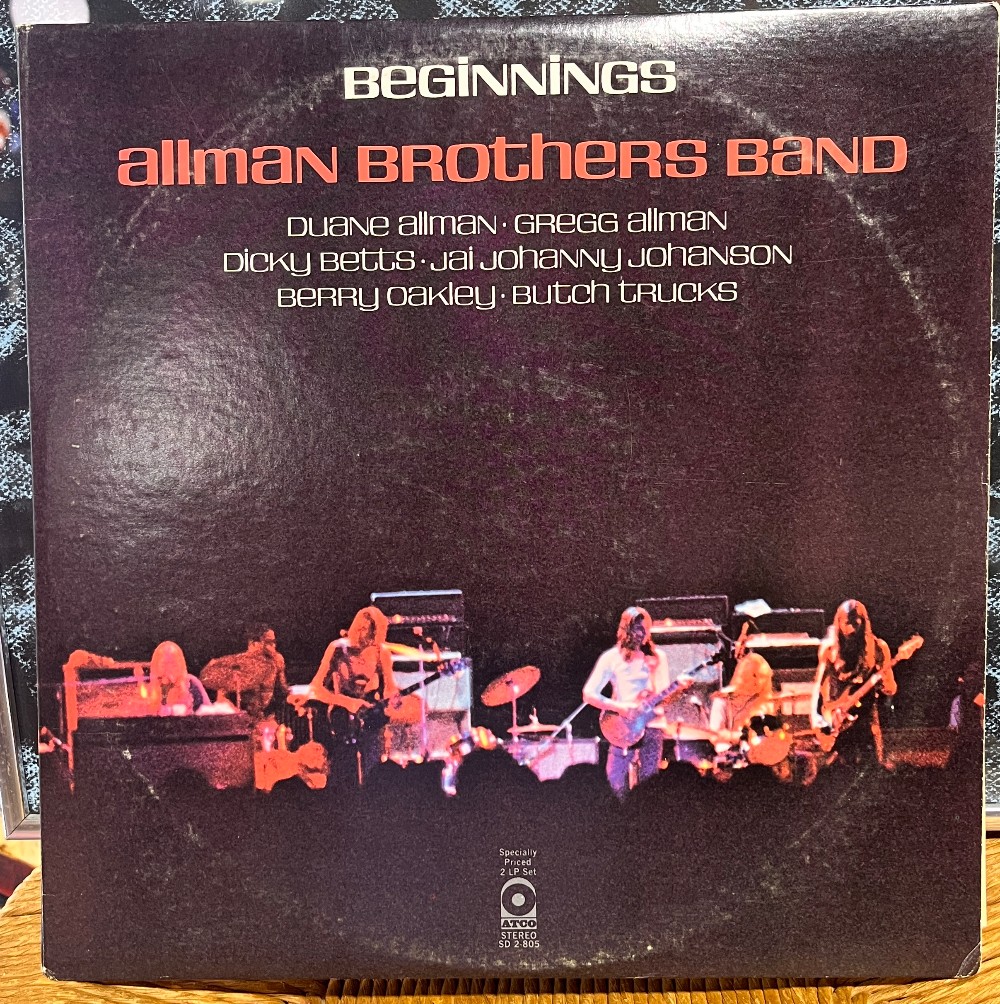 BEGINNINGS
allman BROthERS BAND
DUANE allman · GREGG allman
DICKY BETTS · Jai JOHANNY JOHANSON
BERRY OAKLEY · BUTCH TRUCKS
Specially
Priced
2 LP Set
ATCO
STEREO
SD 2-805